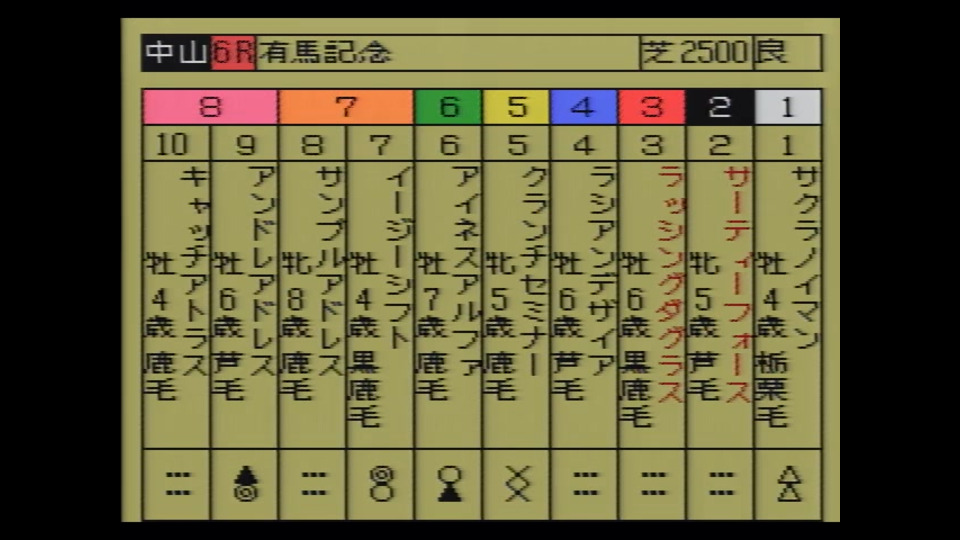 中山 6R 有馬記念 芝2500 良
8 7 6 5 4 3 2 1
10 9 8 7 6 5 4 3 2 1
サクラノイマン 牡4歳 栃栗毛
サーティーフォース 牝5歳 芦毛
ラッシングダグラス 牡6歳 黒鹿毛
ラシアンデザイア 牡6歳 芦毛
クランチセミナー 牝5歳 鹿毛
アイネスアルファ 牡7歳 鹿毛
イージーシフト 牡4歳 黒鹿毛
サンプルアドレス 牝8歳 鹿毛
アンドレアドレス 牡6歳 芦毛
キャッチアトラス 牡4歳 鹿毛